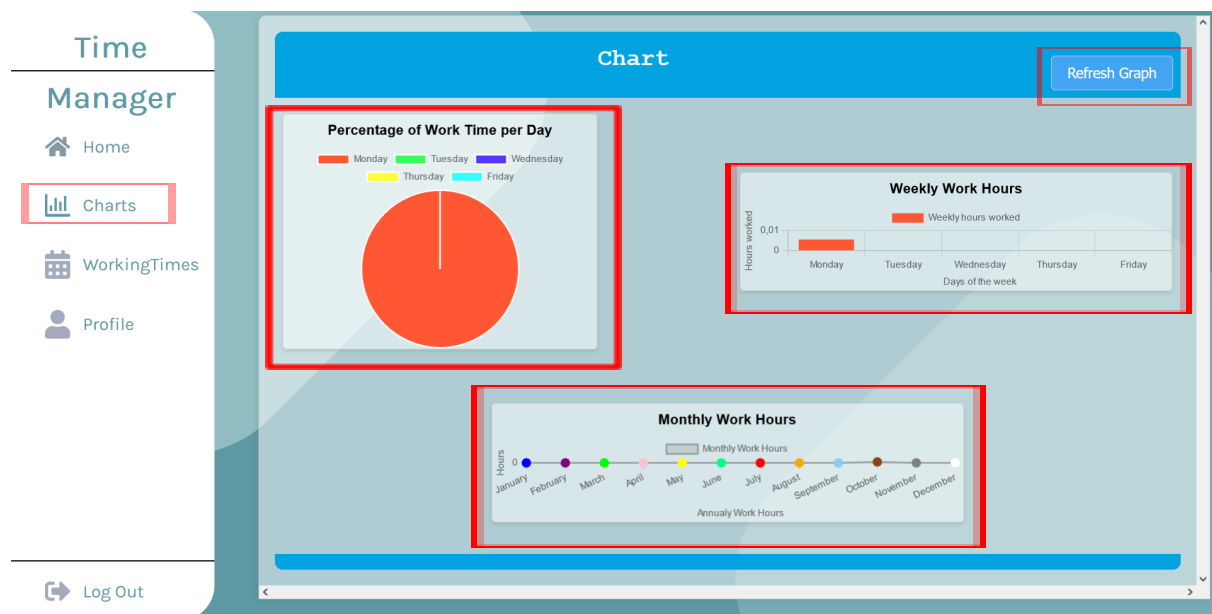 Time
Manager
Home
Charts
WorkingTimes
Profile
Log Out
Chart
Refresh Graph
Percentage of Work Time per Day
Monday Tuesday Wednesday
Thursday Friday
Weekly Work Hours
Weekly hours worked
Hours worked
0,01
0
Monday Tuesday Wednesday Thursday Friday
Days of the week
Monthly Work Hours
Monthly Work Hours
Hours
0
January February March April May June July August September October November December
Annualy Work Hours